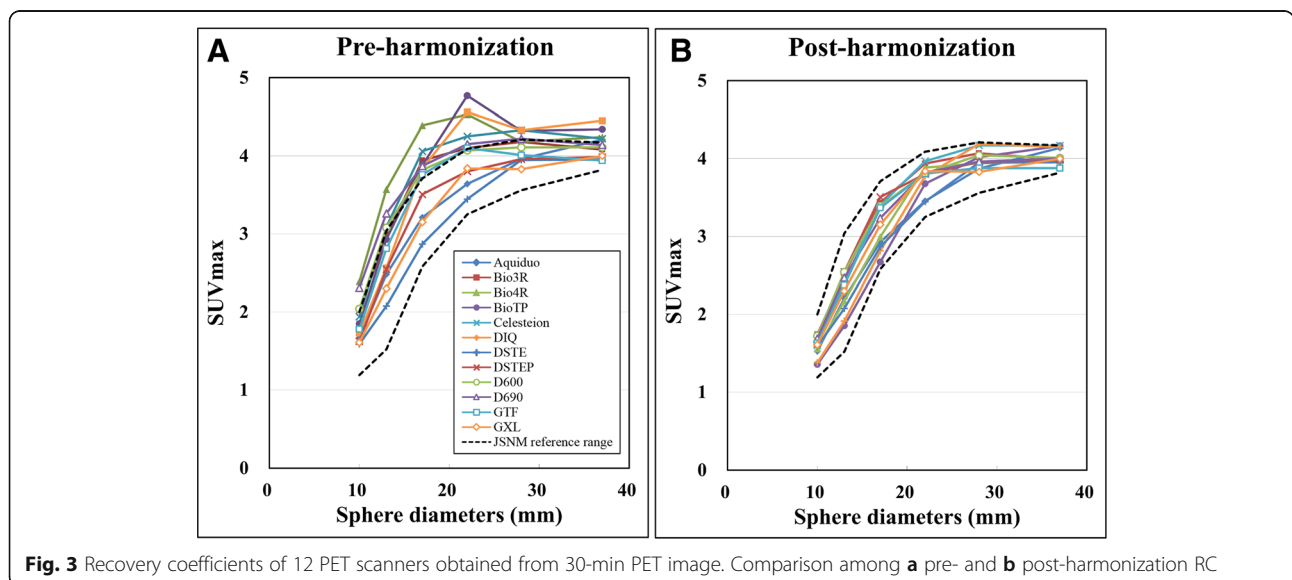 A
Pre-harmonization
SUVmax
5
4
3
2
1
0
Aquiduo
Bio3R
Bio4R
BioTP
Celesteion
DIQ
DSTE
DSTEP
D600
D690
GTF
GXL
JSNM reference range
0 10 20 30 40
Sphere diameters (mm)
B
Post-harmonization
SUVmax
5
4
3
2
1
0
0 10 20 30 40
Sphere diameters (mm)
Fig. 3 Recovery coefficients of 12 PET scanners obtained from 30-min PET image. Comparison among a pre- and b post-harmonization RC